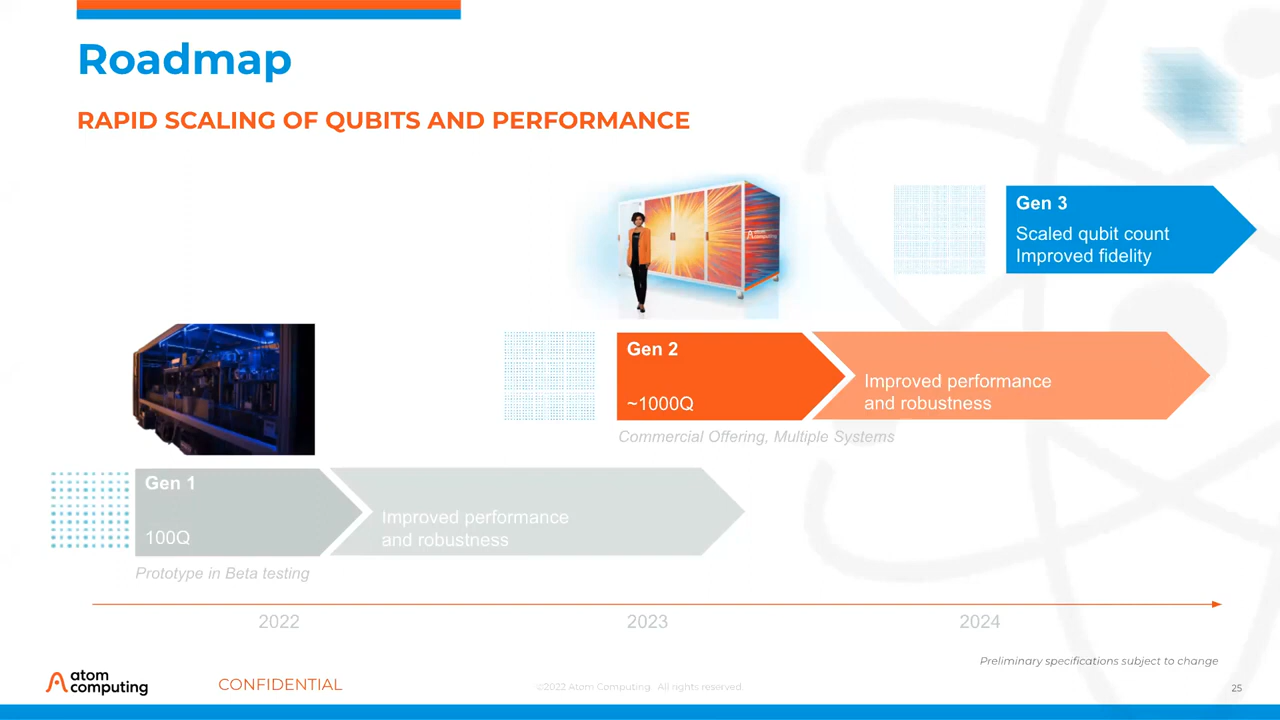 Roadmap
RAPID SCALING OF QUBITS AND PERFORMANCE
atom
computing
Gen 3
Scaled qubit count
Improved fidelity
Gen 2
~1000Q
Improved performance
and robustness
Commercial Offering, Multiple Systems
Gen 1
100Q
Improved performance
and robustness
Prototype in Beta testing
2022
2023
2024
Preliminary specifications subject to change
atom
computing
CONFIDENTIAL
©2022 Atom Computing. All rights reserved.
25